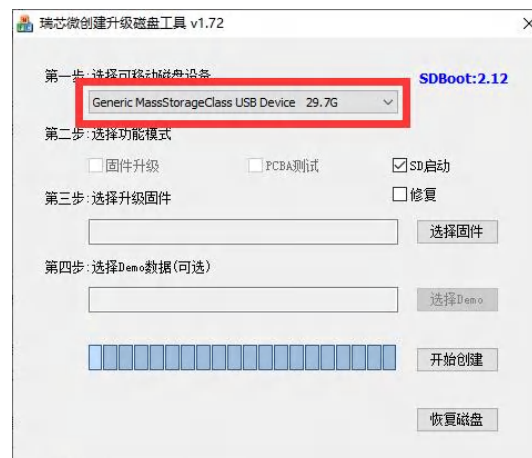 瑞芯微创建升级磁盘工具 v1.72
第一步:选择可移动磁盘设备
SDBoot:2.12
Generic MassStorageClass USB Device 29.7G
第二步:选择功能模式
固件升级 PCBA测试 SD启动
修复
第三步:选择升级固件
选择固件
第四步:选择Demo数据(可选)
选择Demo
开始创建
恢复磁盘